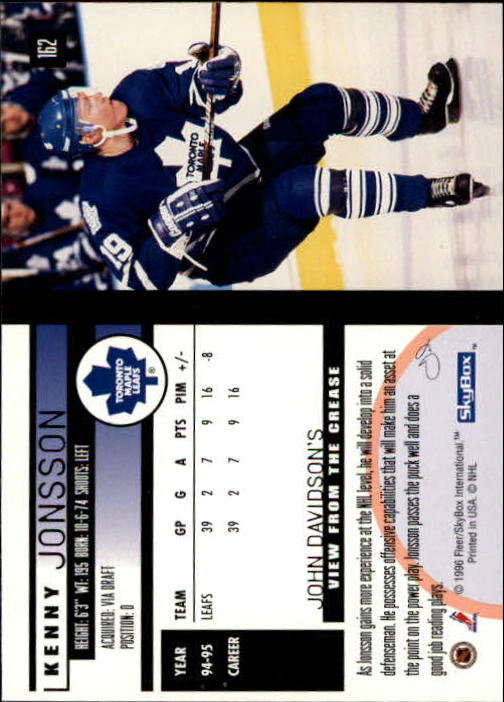 162
TORONTO
MAPLE
19
KENNY JONSSON
HEIGHT: 6'3" WT: 195 BORN: 10-6-74 SHOOTS: LEFT
ACQUIRED: VIA DRAFT
POSITION: D
TORONTO
MAPLE
LEAFS
®
YEAR TEAM GP G A PTS PIM +/-
94-95 LEAFS 39 2 7 9 16 -8
CAREER 39 2 7 9 16
JOHN DAVIDSON'S
VIEW FROM THE CREASE
As Jonsson gains more experience at the NHL level, he will develop into a solid
defenseman. He possesses offensive capabilities that will make him an asset at
the point on the power play. Jonsson passes the puck well and does a
good job reading plays.
SkyBox™
© 1996 Fleer/SkyBox International.™
Printed in USA. © NHL
NHL